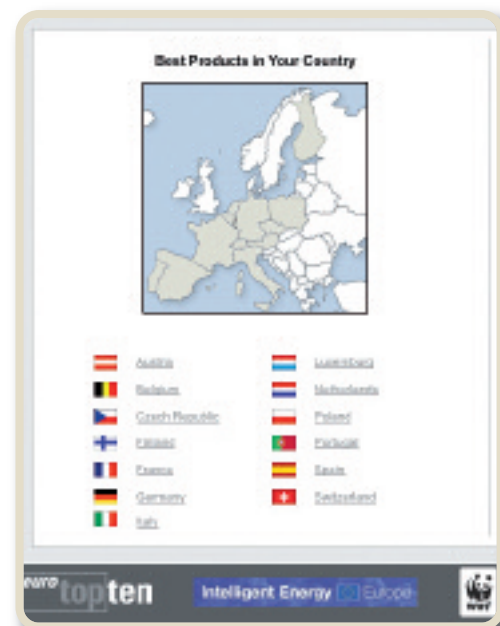 Best Products in Your Country
Austria
Belgium
Czech Republic
Finland
France
Germany
Italy
Luxemburg
Netherlands
Poland
Portugal
Spain
Switzerland
euro topten
Intelligent Energy Europe
WWF